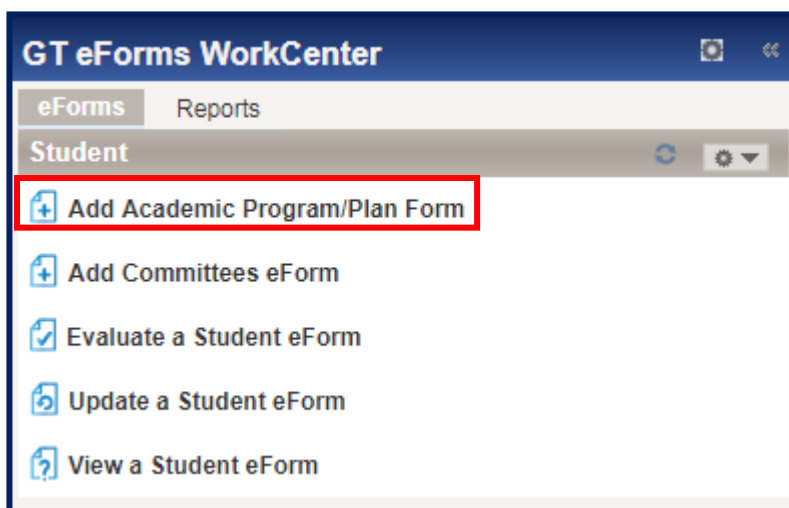 GT eForms WorkCenter
eForms Reports
Student
Add Academic Program/Plan Form
Add Committees eForm
Evaluate a Student eForm
Update a Student eForm
View a Student eForm